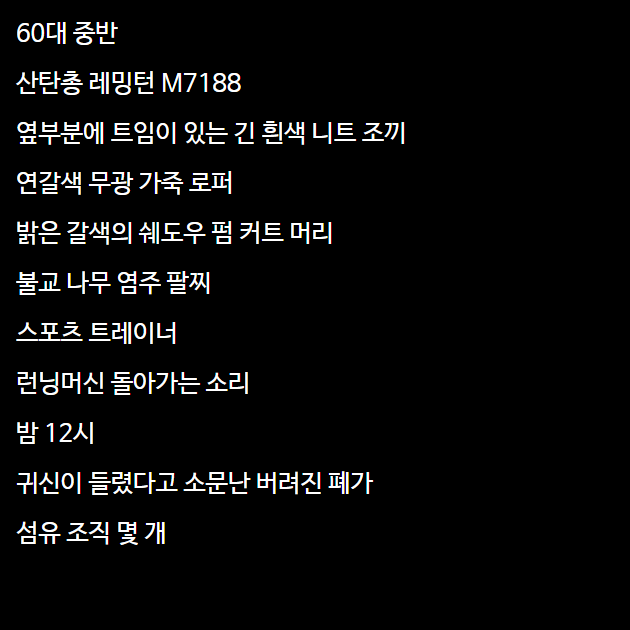 60대 중반
산탄총 레밍턴 M7188
옆부분에 트임이 있는 긴 흰색 니트 조끼
연갈색 무광 가죽 로퍼
밝은 갈색의 쉐도우 펌 커트 머리
불교 나무 염주 팔찌
스포츠 트레이너
런닝머신 돌아가는 소리
밤 12시
귀신이 들렸다고 소문난 버려진 폐가
섬유 조직 몇 개